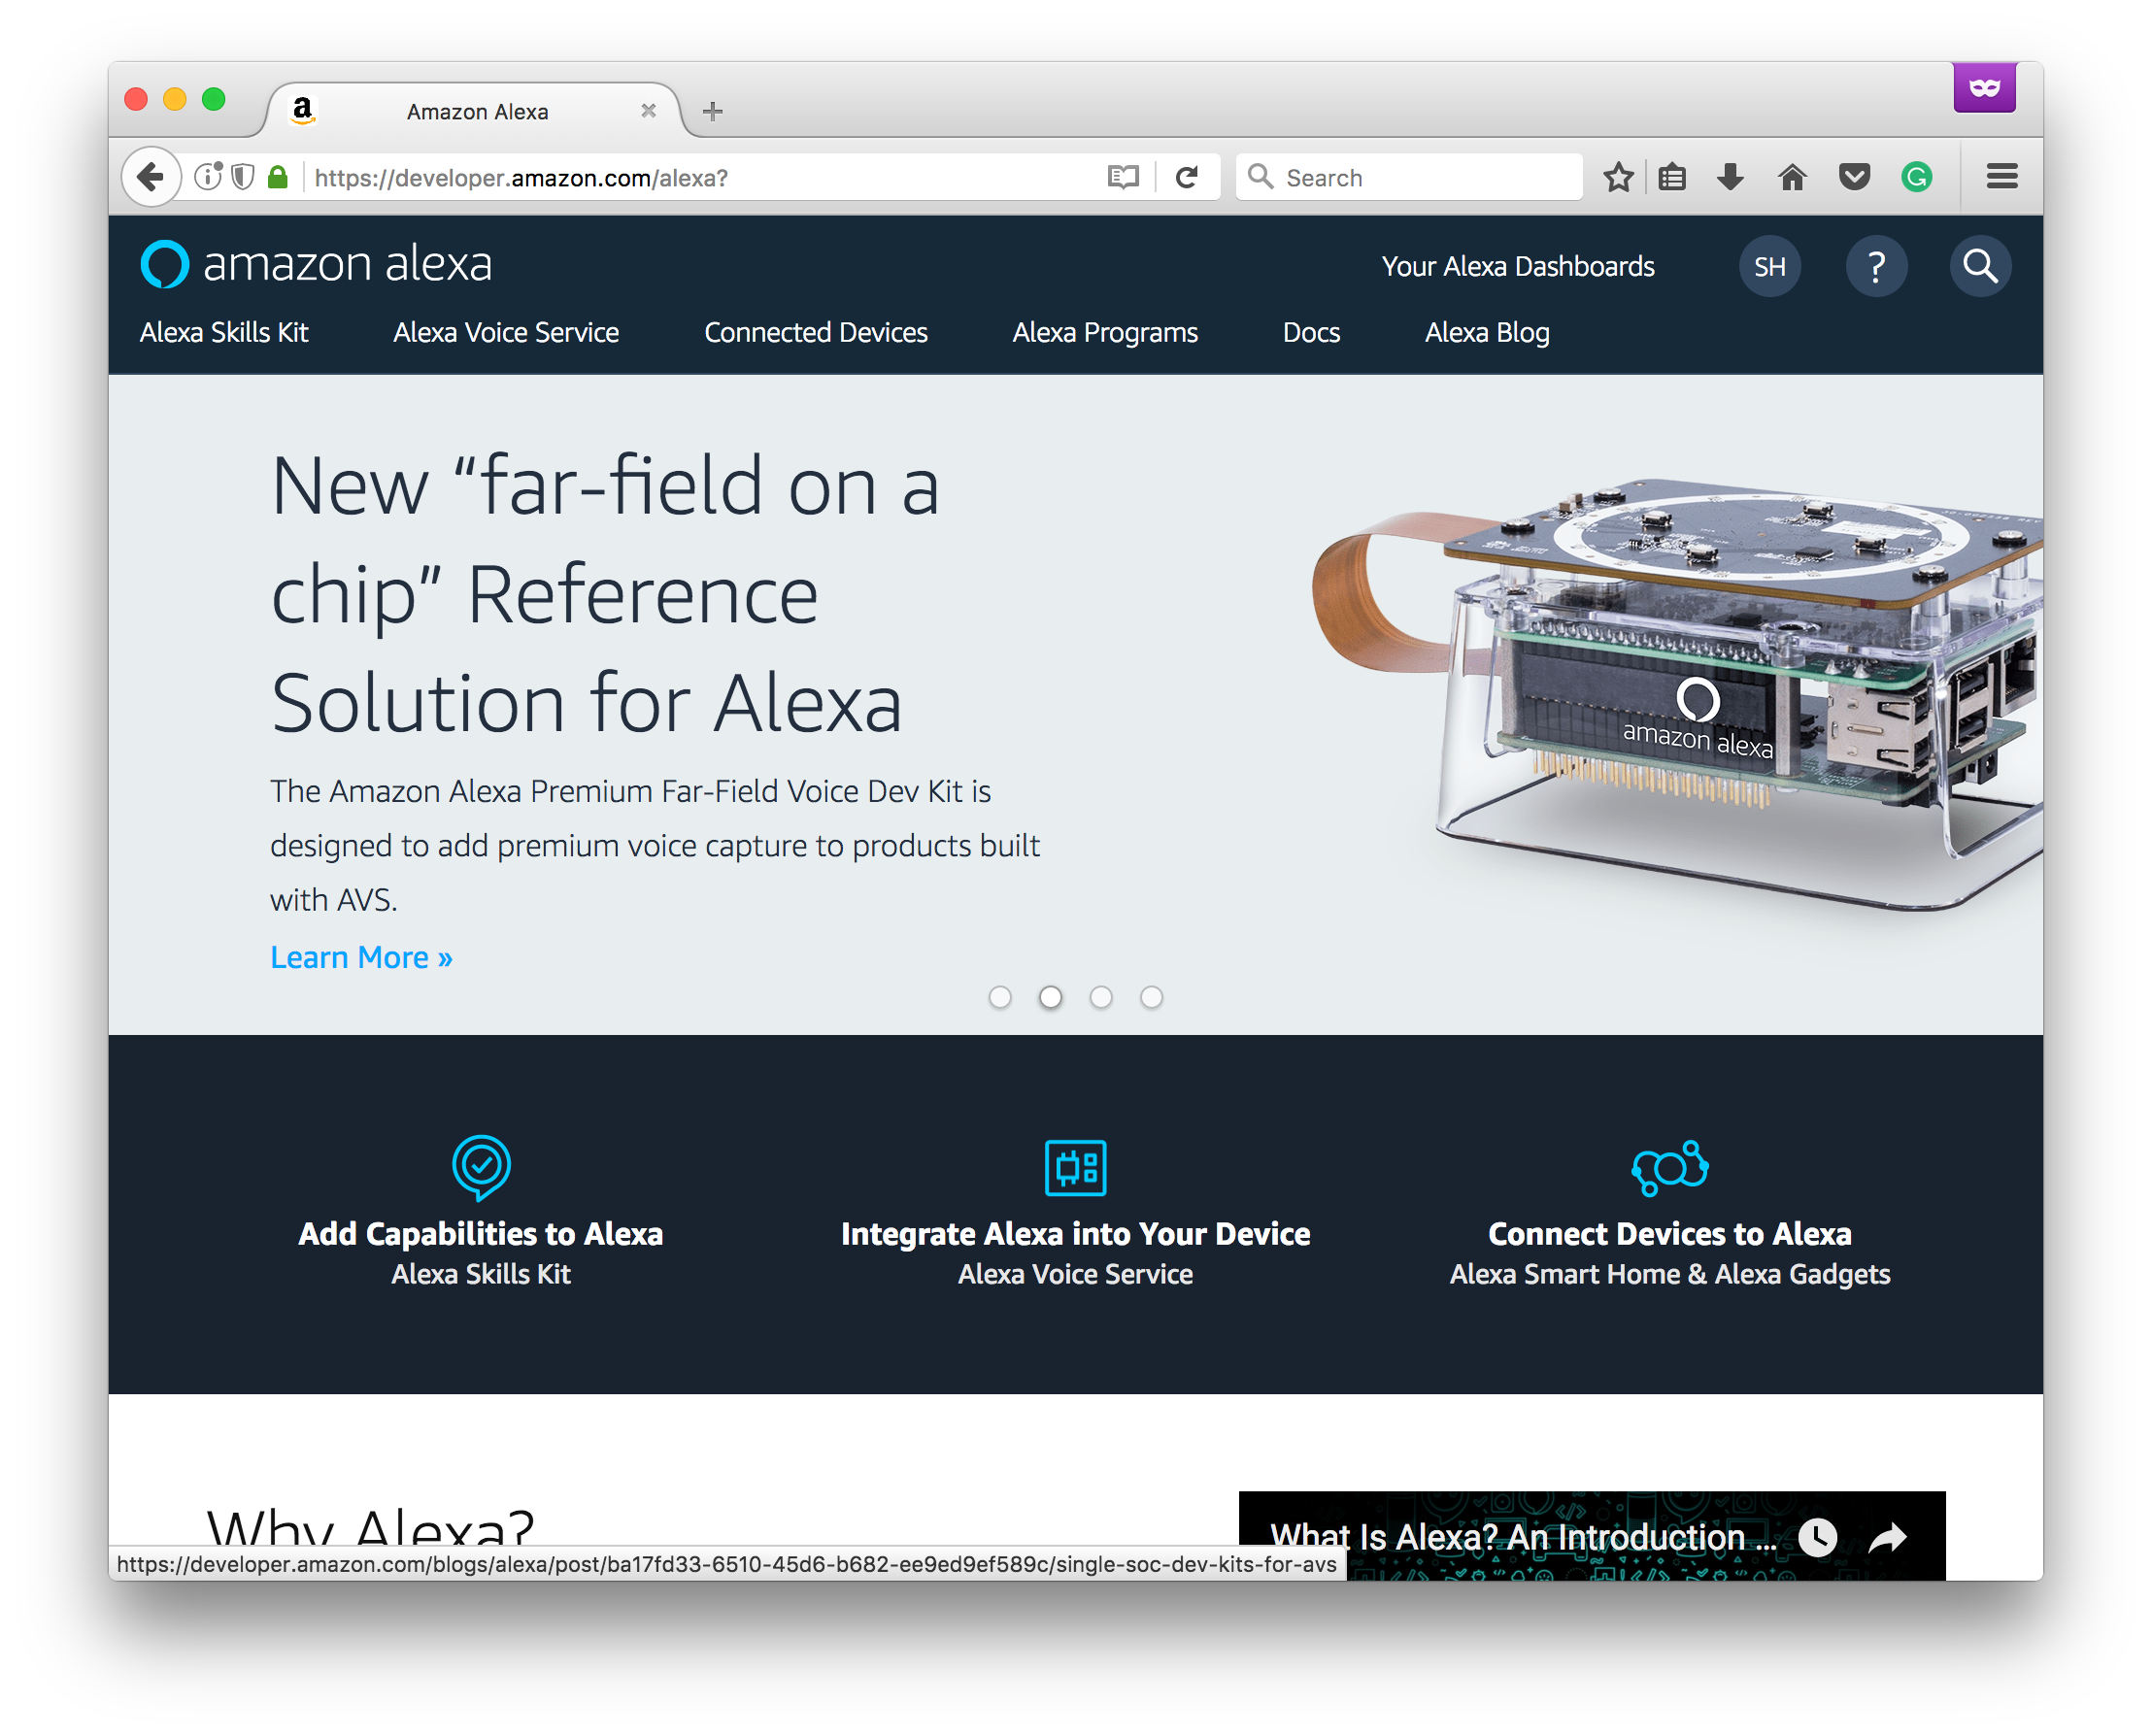 Amazon Alexa
https://developer.amazon.com/alexa?
Search
amazon alexa
Your Alexa Dashboards
SH
?
Alexa Skills Kit
Alexa Voice Service
Connected Devices
Alexa Programs
Docs
Alexa Blog
New “far-field on a
chip” Reference
Solution for Alexa
The Amazon Alexa Premium Far-Field Voice Dev Kit is
designed to add premium voice capture to products built
with AVS.
Learn More »
amazon alexa
Add Capabilities to Alexa
Alexa Skills Kit
Integrate Alexa into Your Device
Alexa Voice Service
Connect Devices to Alexa
Alexa Smart Home & Alexa Gadgets
Why Alexa?
What Is Alexa? An Introduction ...
https://developer.amazon.com/blogs/alexa/post/ba17fd33-6510-45d6-b682-ee9ed9ef589c/single-soc-dev-kits-for-avs